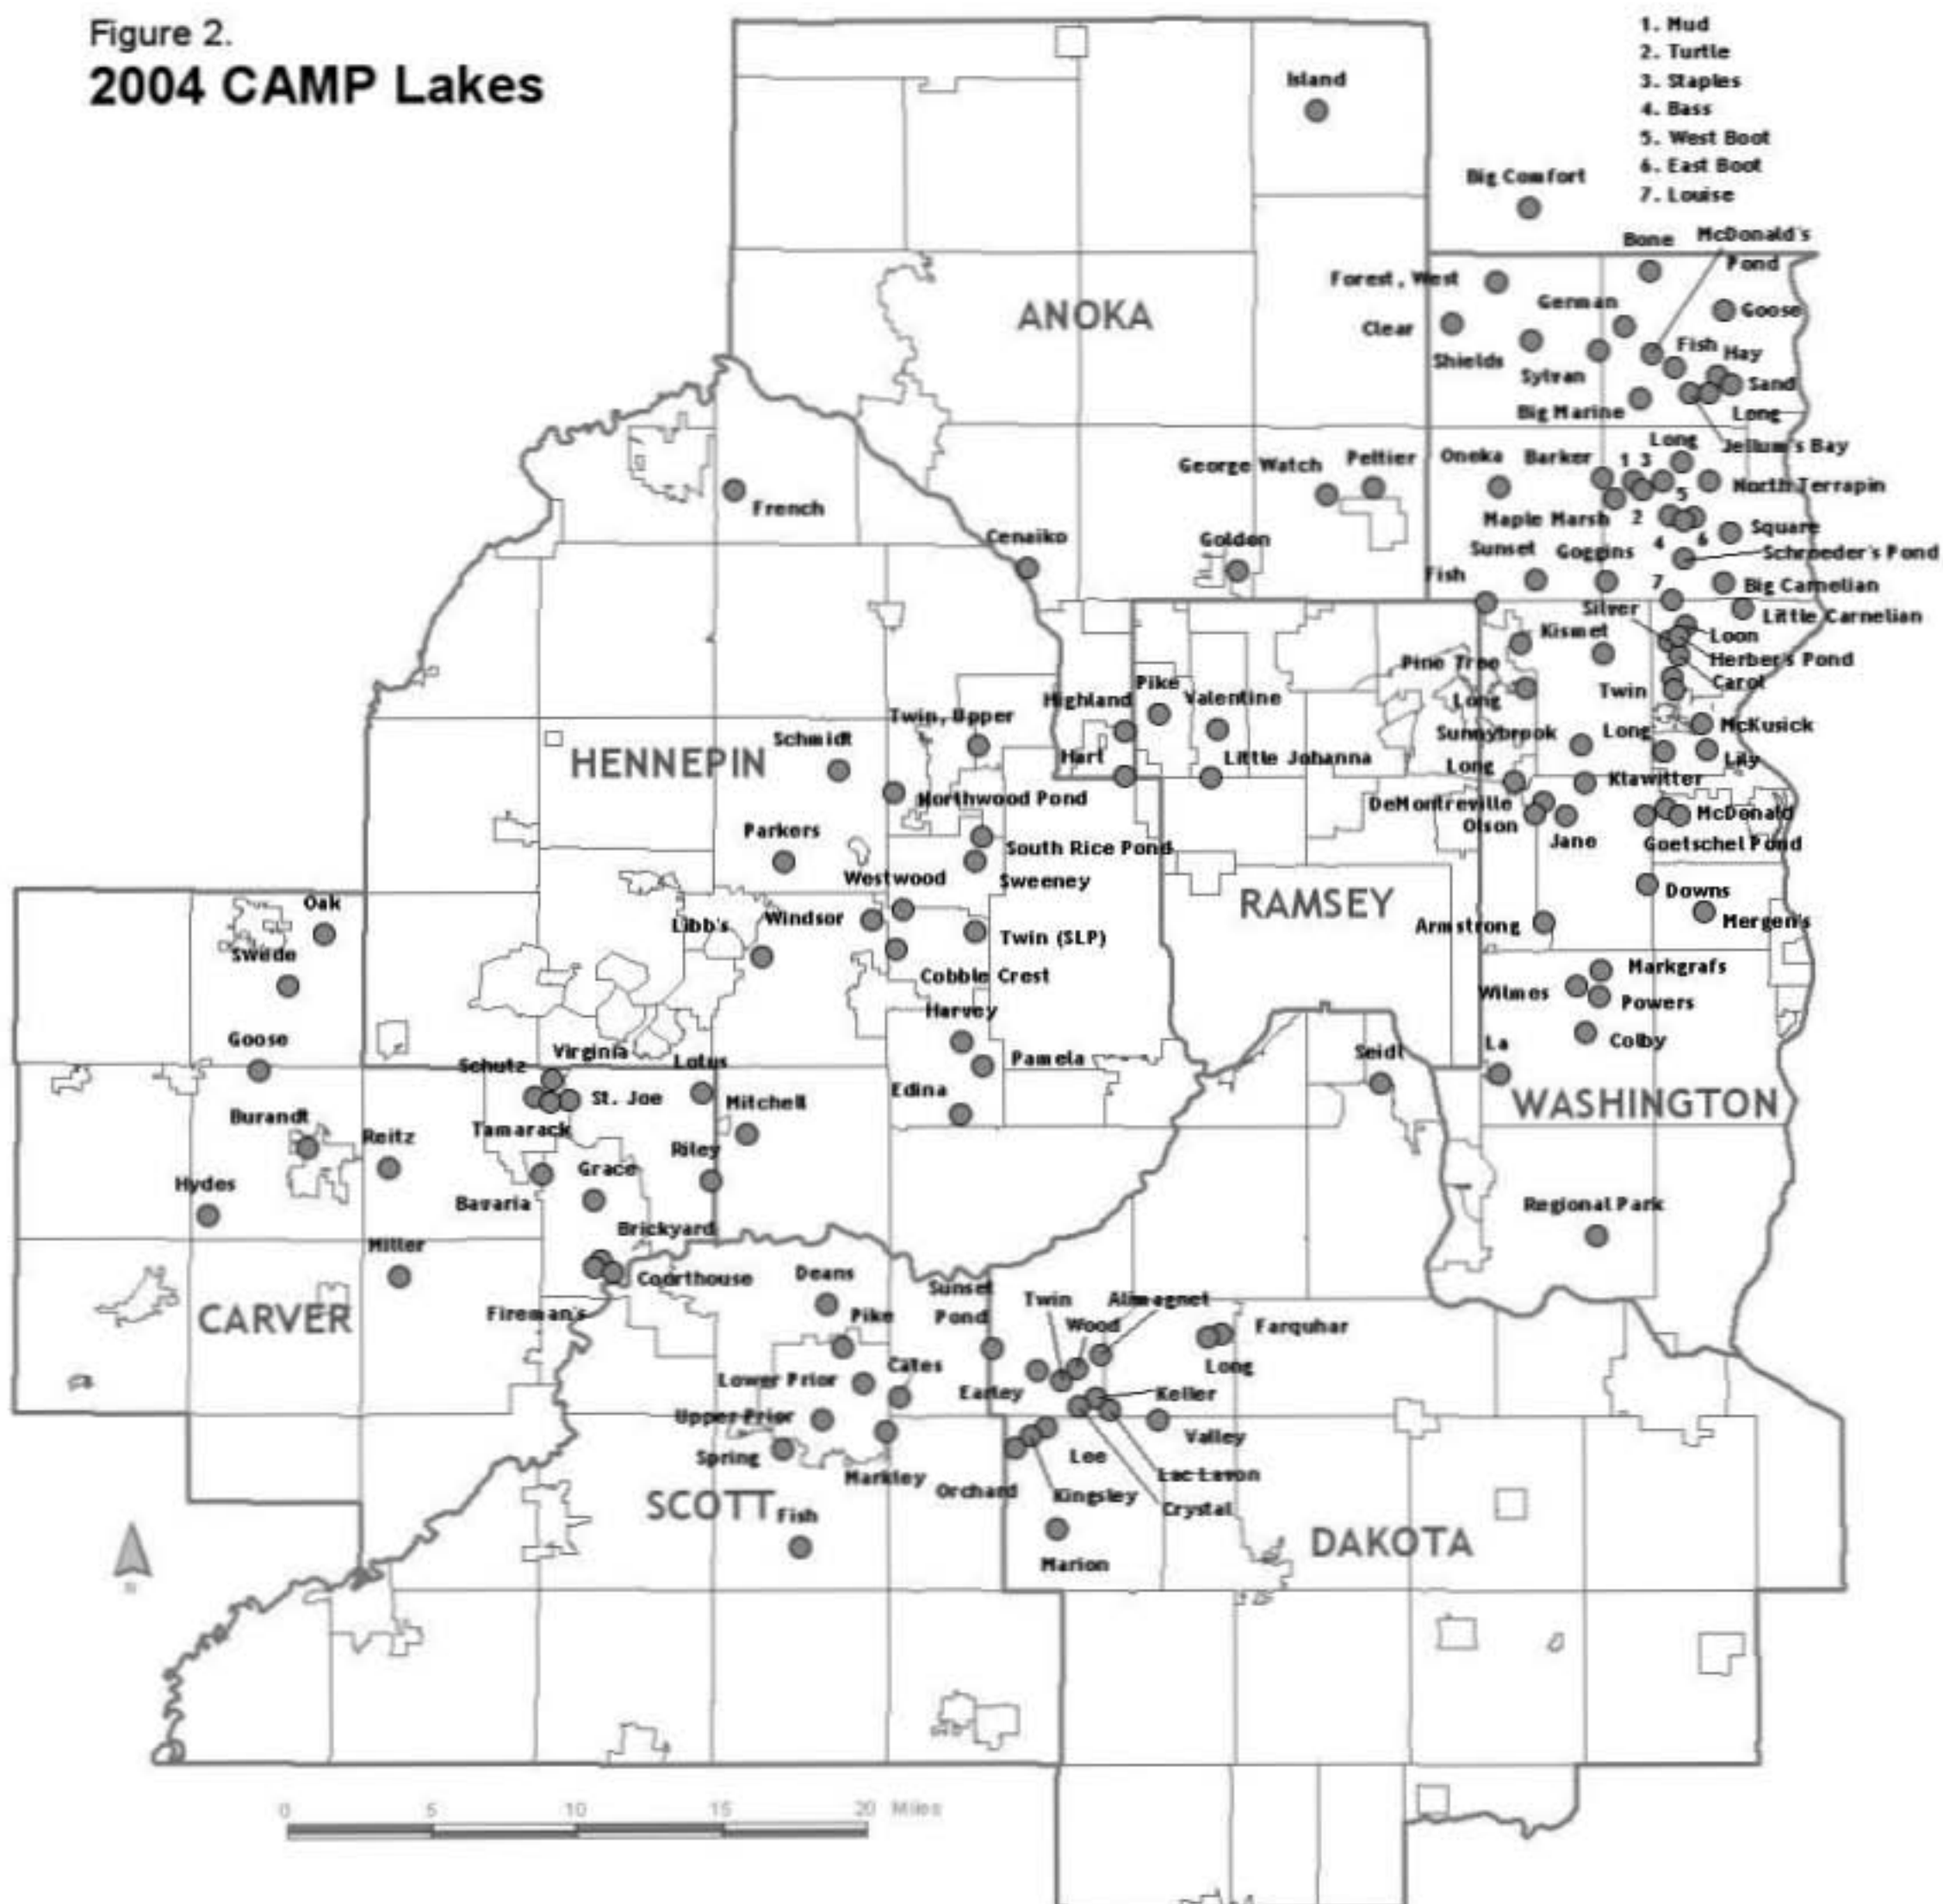 Figure 2.
2004 CAMP Lakes
1. Mud
2. Turtle
3. Staples
4. Bass
5. West Boot
6. East Boot
7. Louise
Island
Big Comfort
Bone
McDonald's
Pond
Forest, West
German
Goose
ANOKA
Clear
Shields
Fish
Hay
Sylvan
Sand
Big Marine
Long
Long
Jellum's Bay
George Watch
Peltier
Oneka
Barker
1
3
North Terrapin
French
5
Maple Marsh
2
Square
Cenaiko
Golden
Sunset
Goggins
4
6
Schroeder's Pond
Fish
7
Big Carnelian
Silver
Little Carnelian
Kismet
Loon
Pine Tree
Herber's Pond
Highland
Pike
Valentine
Long
Twin
Carol
Twin, Upper
Schmidt
HENNEPIN
Sunnybrook
Long
McKusick
Hart
Little Johanna
Long
Lily
Klawitter
Northwood Pond
DeMontreville
Olson
McDonald
Parkers
Jane
Goetschel Pond
South Rice Pond
Westwood
Sweeney
Downs
RAMSEY
Oak
Windsor
Libb's
Armstrong
Mergen's
Twin (SLP)
Swede
Cobble Crest
Markgrafs
Wilmes
Powers
Harvey
Goose
Colby
La
Virginia
Schutz
Lotus
Pamela
Seidl
St. Joe
Mitchell
Edina
WASHINGTON
Burandt
Tamarack
Reitz
Riley
Grace
Hydes
Bavaria
Regional Park
Brickyard
Miller
Courthouse
Deans
Sunset
Pond
Twin
Alimagnet
CARVER
Fireman's
Pike
Wood
Farquhar
Cates
Long
Lower Prior
Earley
Keller
Upper Prior
Valley
Spring
Lee
Markley
Lac Lavon
Orchard
Kingsley
SCOTT
Fish
Crystal
DAKOTA
Marion
N
0
5
10
15
20 Miles